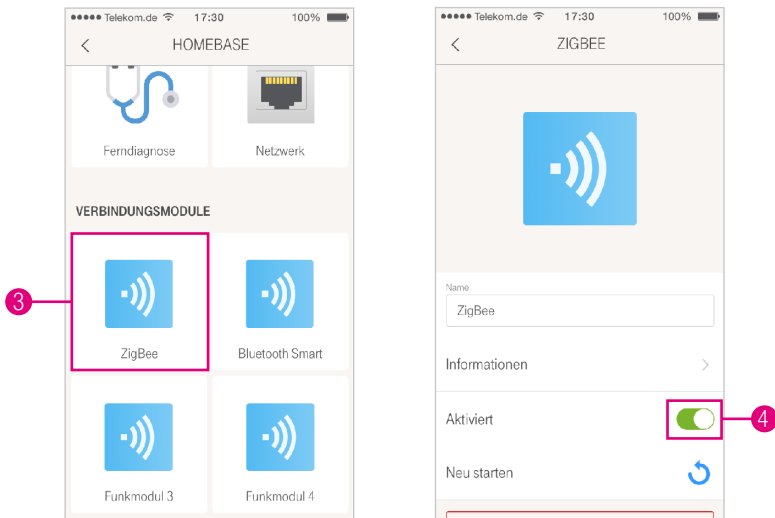 Telekom.de 17:30 100%
HOMEBASE
Ferndiagnose Netzwerk
VERBINDUNGSMODULE
3
ZigBee Bluetooth Smart
Funkmodul 3 Funkmodul 4
Telekom.de 17:30 100%
ZIGBEE
Name
ZigBee
Informationen
Aktiviert
4
Neu starten